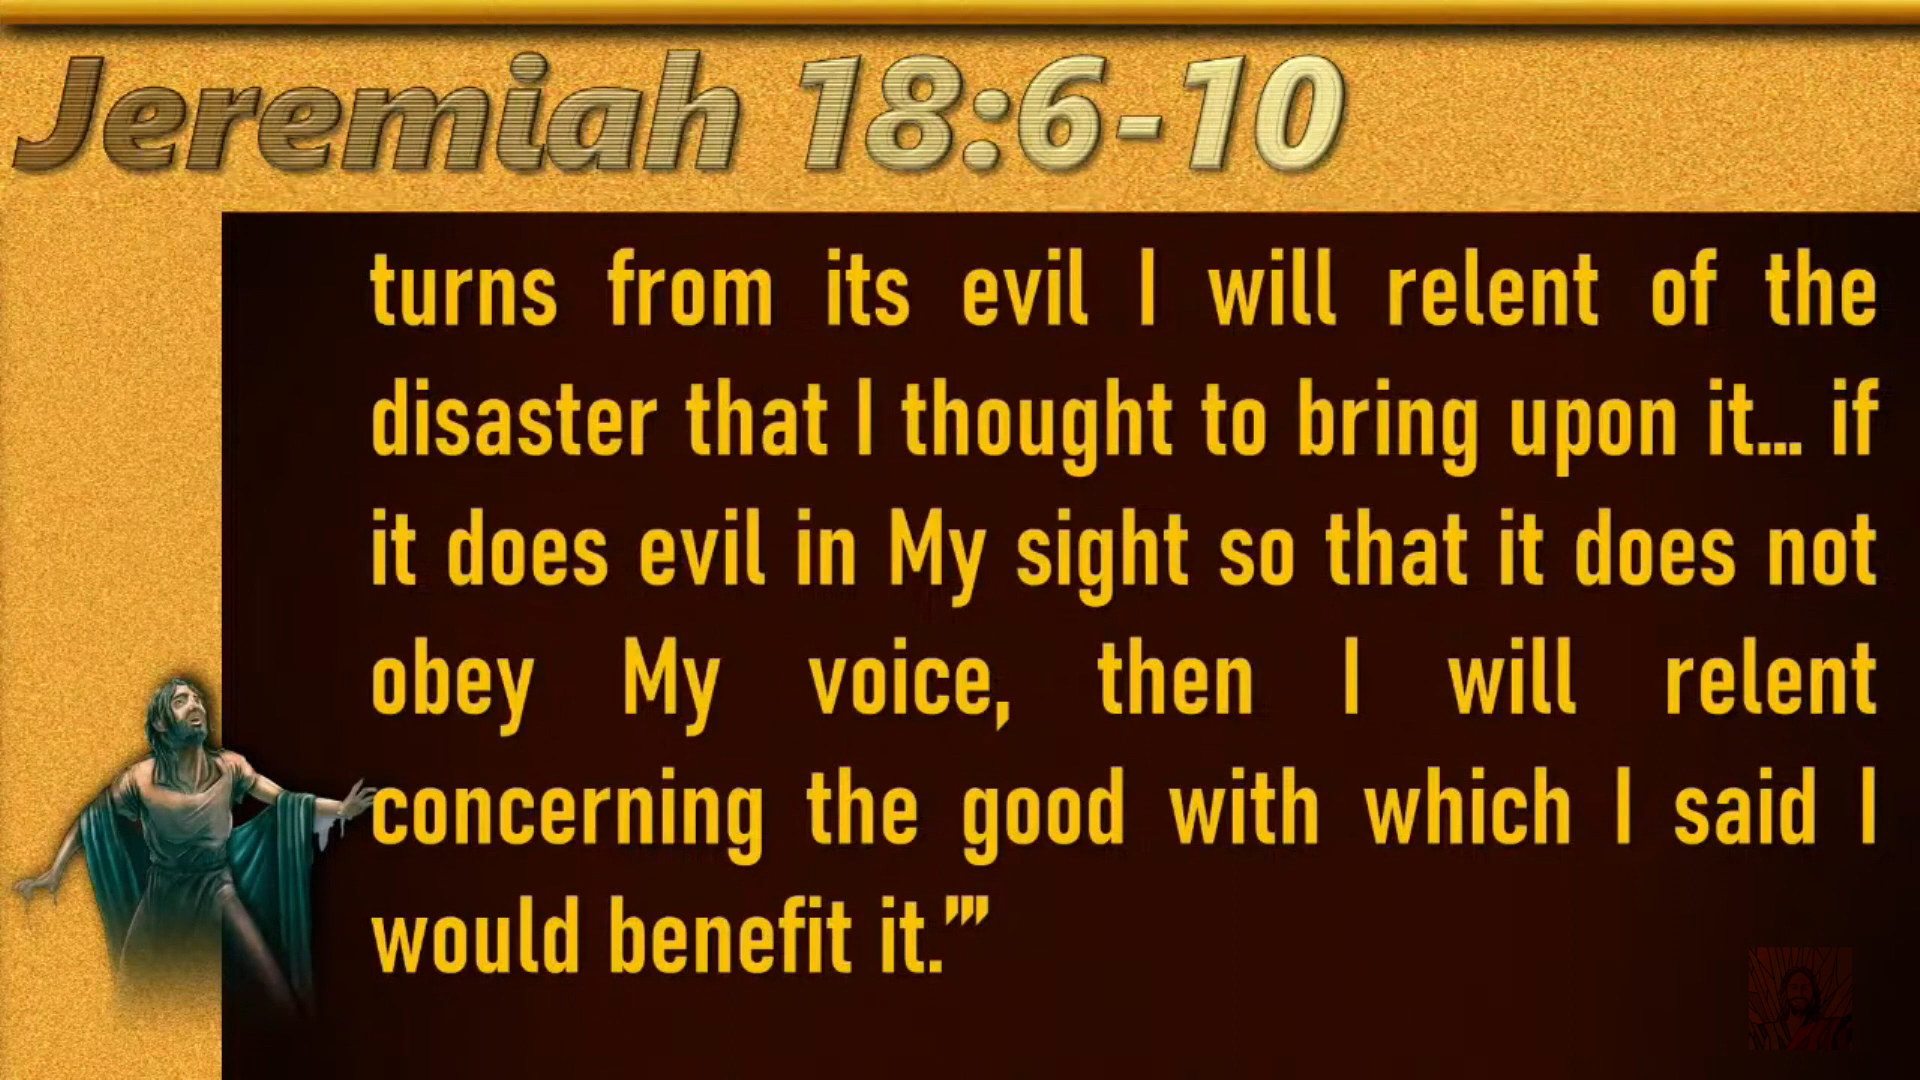 Jeremiah 18:6-10
turns from its evil I will relent of the
disaster that I thought to bring upon it... if
it does evil in My sight so that it does not
obey My voice, then I will relent
concerning the good with which I said I
would benefit it.’”